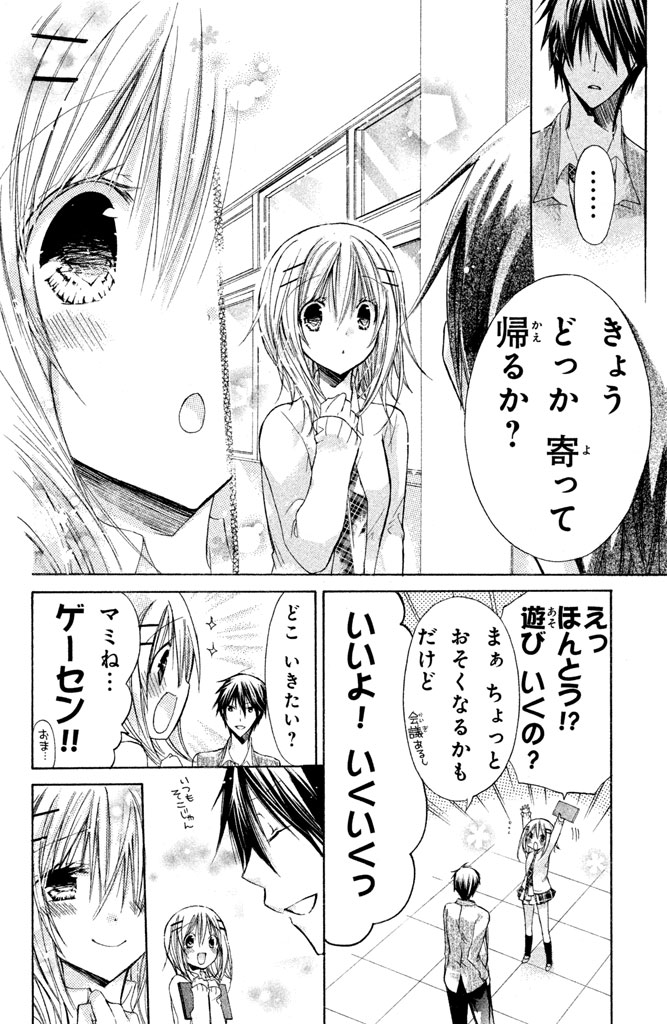 ……
きょう
どっか 寄って
帰るか？
えっ
ほんとう!?
遊び いくの？
まぁ ちょっと
おそくなるかも
だけど
会議あるし
いいよ！ いくいくっ
どこ いきたい？
マミね…
ゲーセン!!
おま…
いつも
そこじゃん